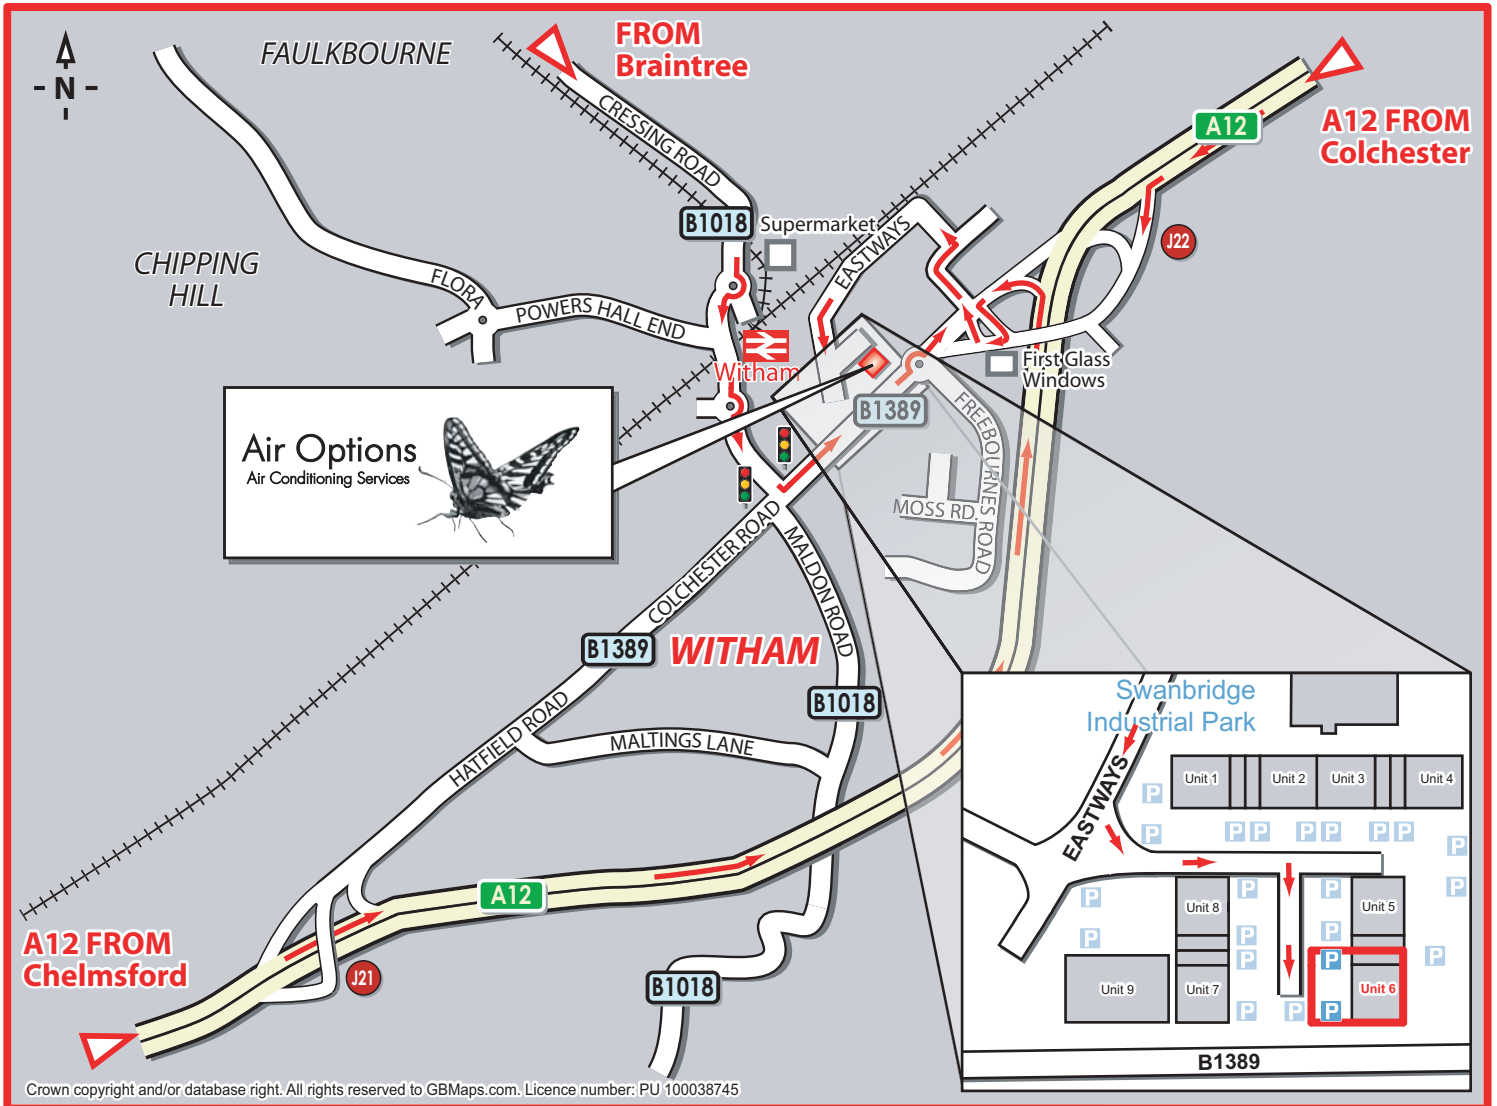 FAULKBOURNE
FROM
Braintree
N
A12
A12 FROM
Colchester
CRESSING ROAD
B1018
Supermarket
EASTWAYS
J22
CHIPPING
HILL
FLORA
POWERS HALL END
Witham
First Glass
Windows
B1389
FREEBOURNES ROAD
Air Options
Air Conditioning Services
MOSS RD.
COLCHESTER ROAD
MALDON ROAD
B1389
WITHAM
B1018
Swanbridge
Industrial Park
HATFIELD ROAD
MALTINGS LANE
EASTWAYS
Unit 1
Unit 2
Unit 3
Unit 4
P
P
P P
P P
P P
P
A12
P
P
P
P
P
Unit 8
P
P
Unit 5
P
P
P
P
P
A12 FROM
Chelmsford
J21
B1018
Unit 9
Unit 7
Unit 6
P
P
P
B1389
Crown copyright and/or database right. All rights reserved to GBMaps.com. Licence number: PU 100038745